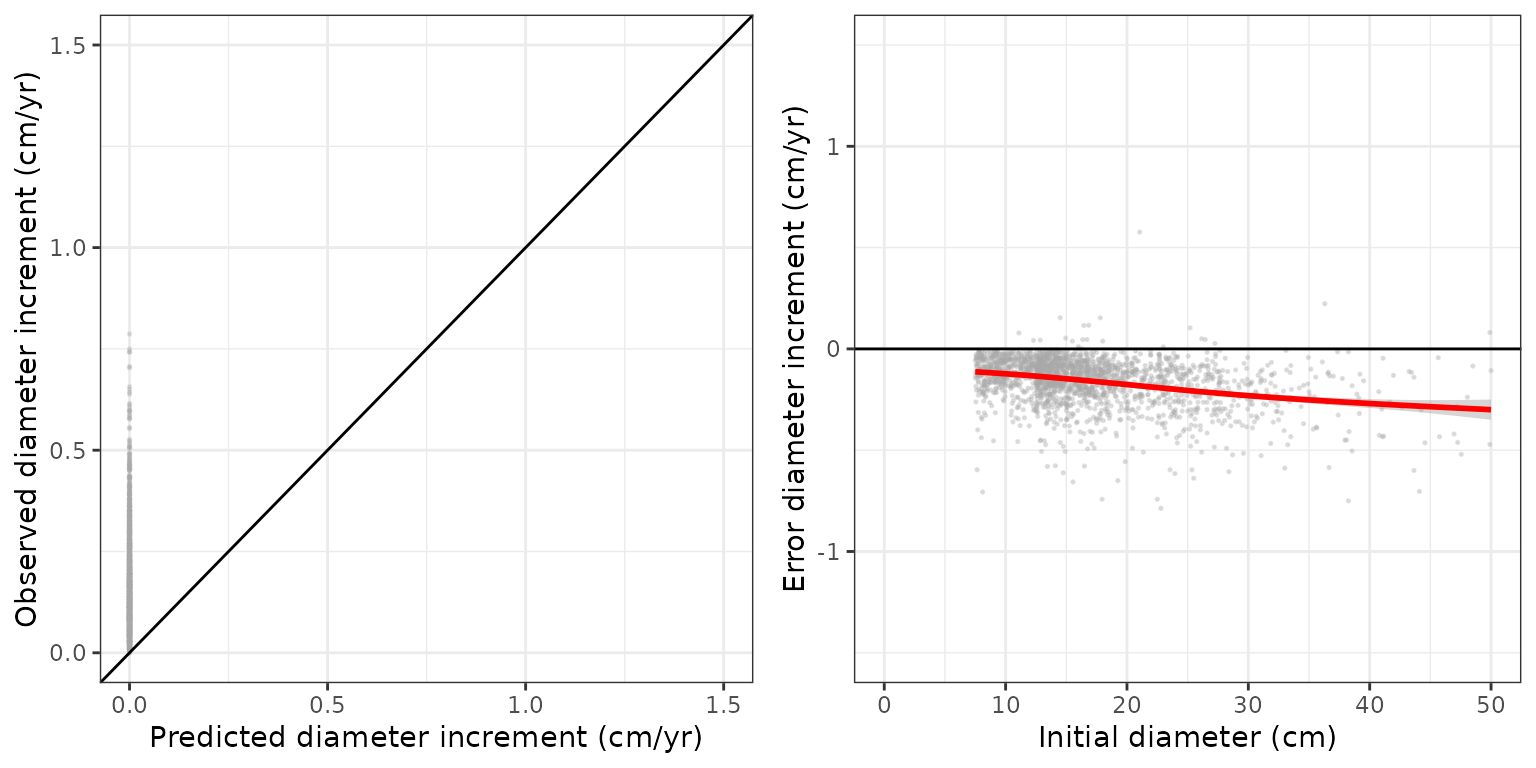 Observed diameter increment (cm/yr)
1.5
1.0
0.5
0.0
0.0 0.5 1.0 1.5
Predicted diameter increment (cm/yr)
Error diameter increment (cm/yr)
1
0
-1
0 10 20 30 40 50
Initial diameter (cm)